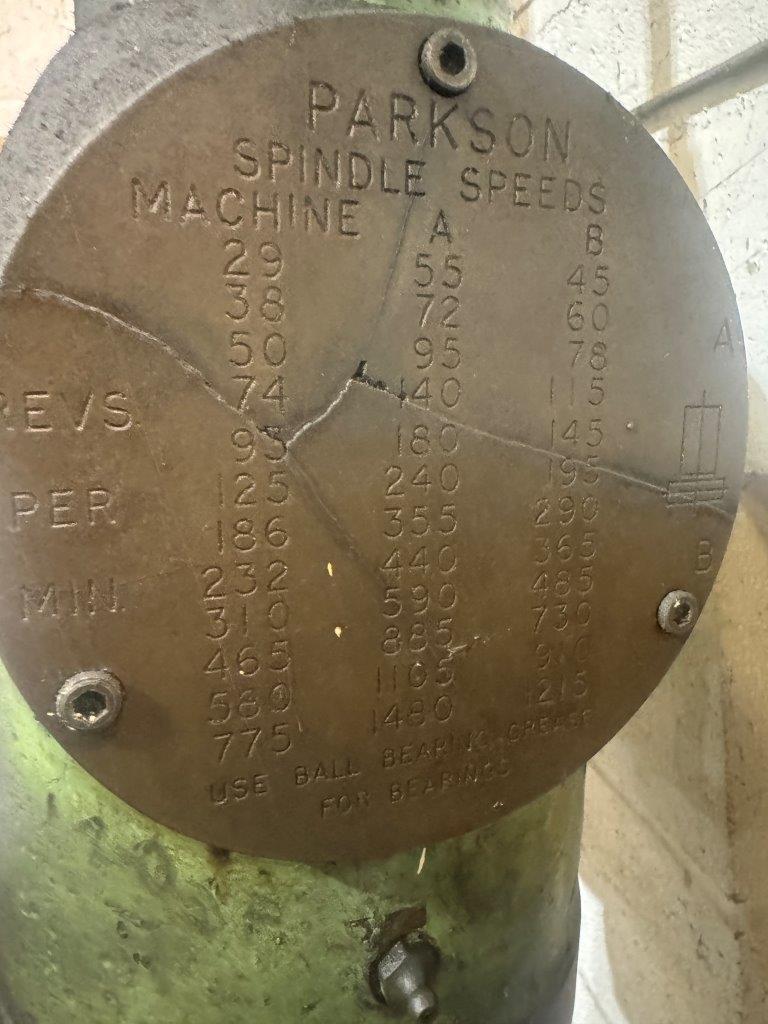 PARKSON
SPINDLE SPEEDS
MACHINE A B
29 55 45
38 72 60
50 95 78
74 140 115
REVS 95 180 145
125 240 195
PER 186 355 290
232 440 365
MIN. 310 590 485
465 885 730
580 1105
775 1480 1215
USE BALL BEARING GREASE
FOR BEARINGS
A
B